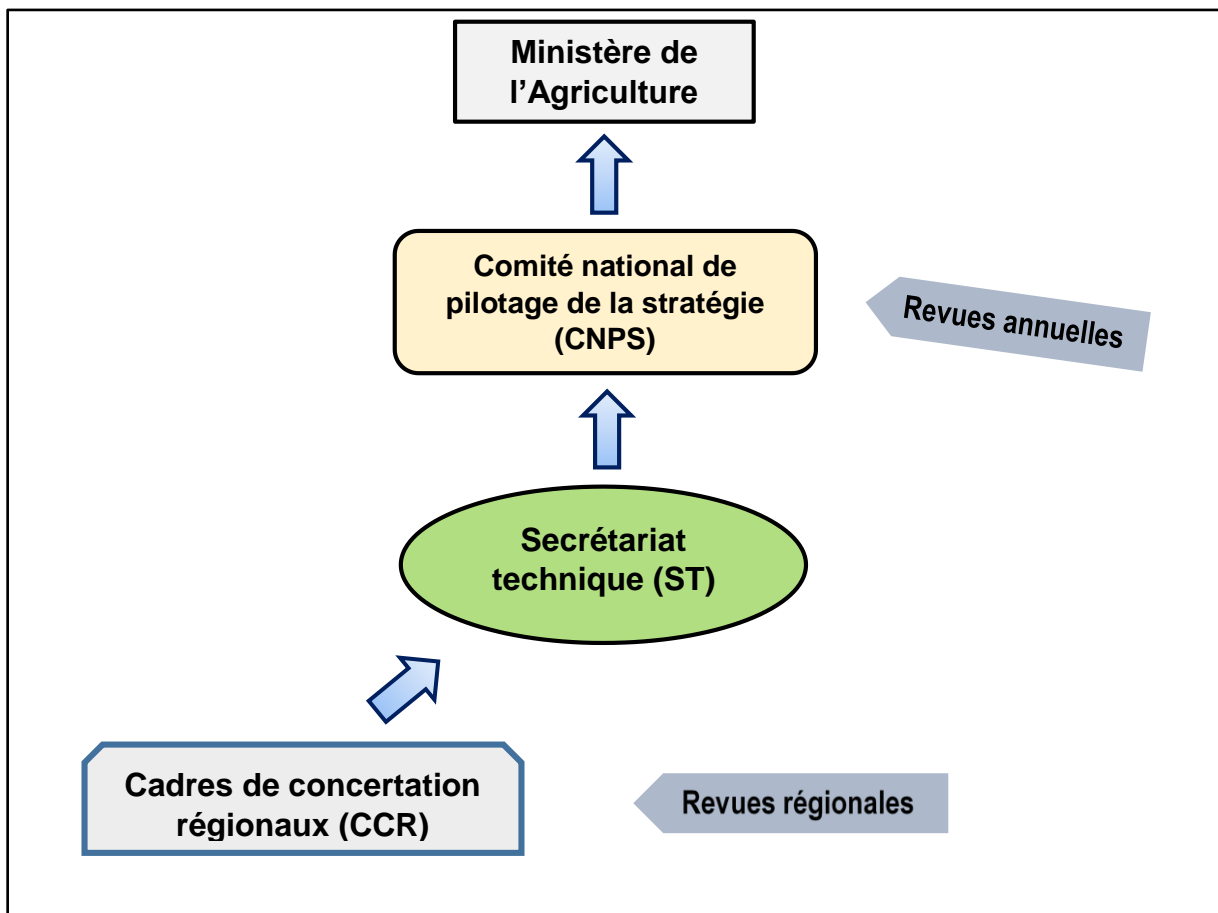 Ministère de
l’Agriculture
Comité national de
pilotage de la stratégie
(CNPS)
Revues annuelles
Secrétariat
technique (ST)
Cadres de concertation
régionaux (CCR)
Revues régionales